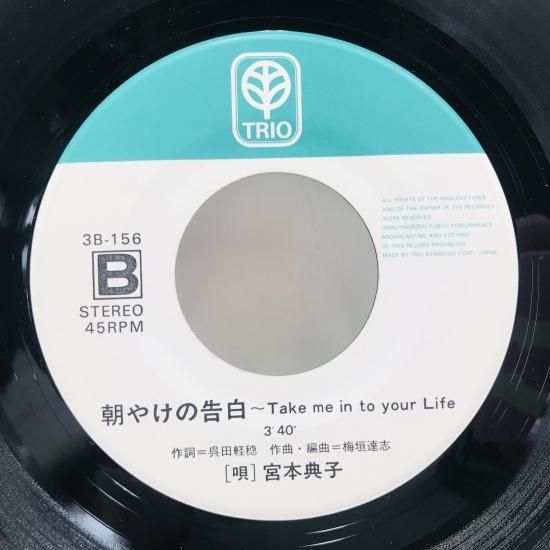 TRIO
ALL RIGHTS OF THE MANUFACTURER
AND OF THE OWNER OF THE RECORDED
WORK RESERVED
UNAUTHORIZED PUBLIC PERFORMANCE
BROADCASTING AND COPYING
OF THIS RECORD PROHIBITED
MADE BY TRIO-KENWOOD CORP. JAPAN
3B-156
B
STEREO
45RPM
朝やけの告白~Take me in to your Life
3'40"
作詞=呉田軽穂 作曲・編曲=梅垣達志
[唄]宮本典子